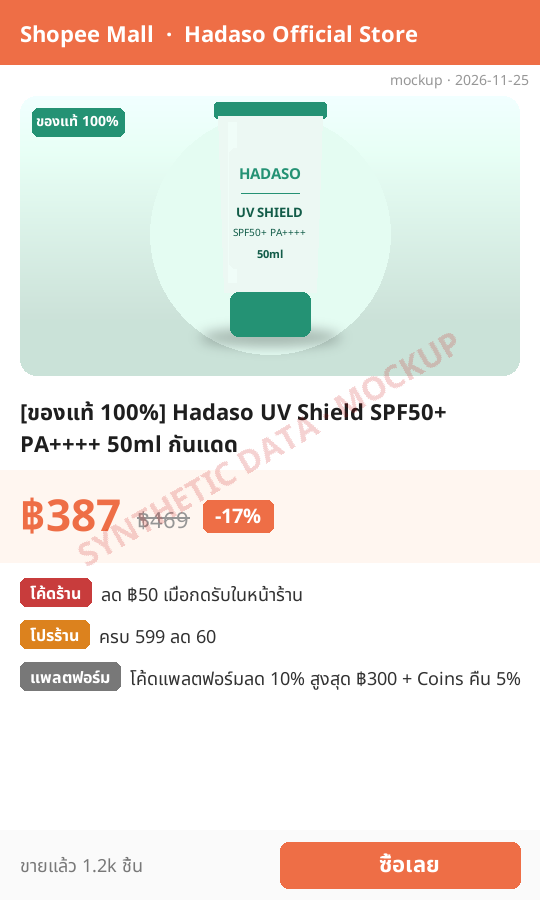 Shopee Mall · Hadaso Official Store
mockup · 2026-11-25
ของแท้ 100%
HADASO
UV SHIELD
SPF50+ PA++++
50ml
[ของแท้ 100%] Hadaso UV Shield SPF50+
PA++++ 50ml กันแดด
฿387 ฿469 -17%
SYNTHETIC DATA · MOCKUP
โค้ดร้าน ลด ฿50 เมื่อกดรับในหน้าร้าน
โปรร้าน ครบ 599 ลด 60
แพลตฟอร์ม โค้ดแพลตฟอร์มลด 10% สูงสุด ฿300 + Coins คืน 5%
ขายแล้ว 1.2k ชิ้น
ซื้อเลย